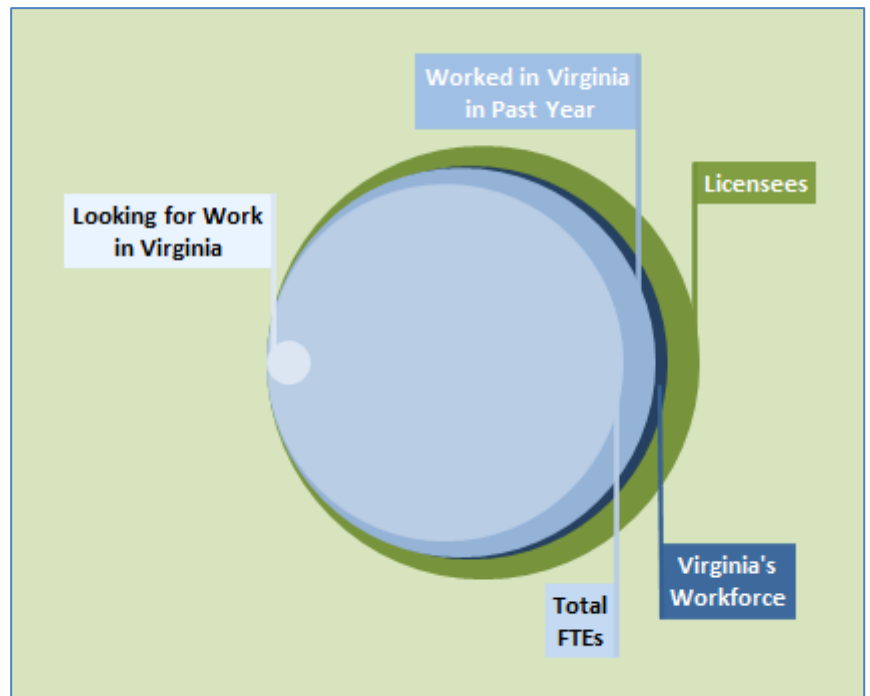 Worked in Virginia
in Past Year
Licensees
Looking for Work
in Virginia
Virginia's
Workforce
Total
FTEs